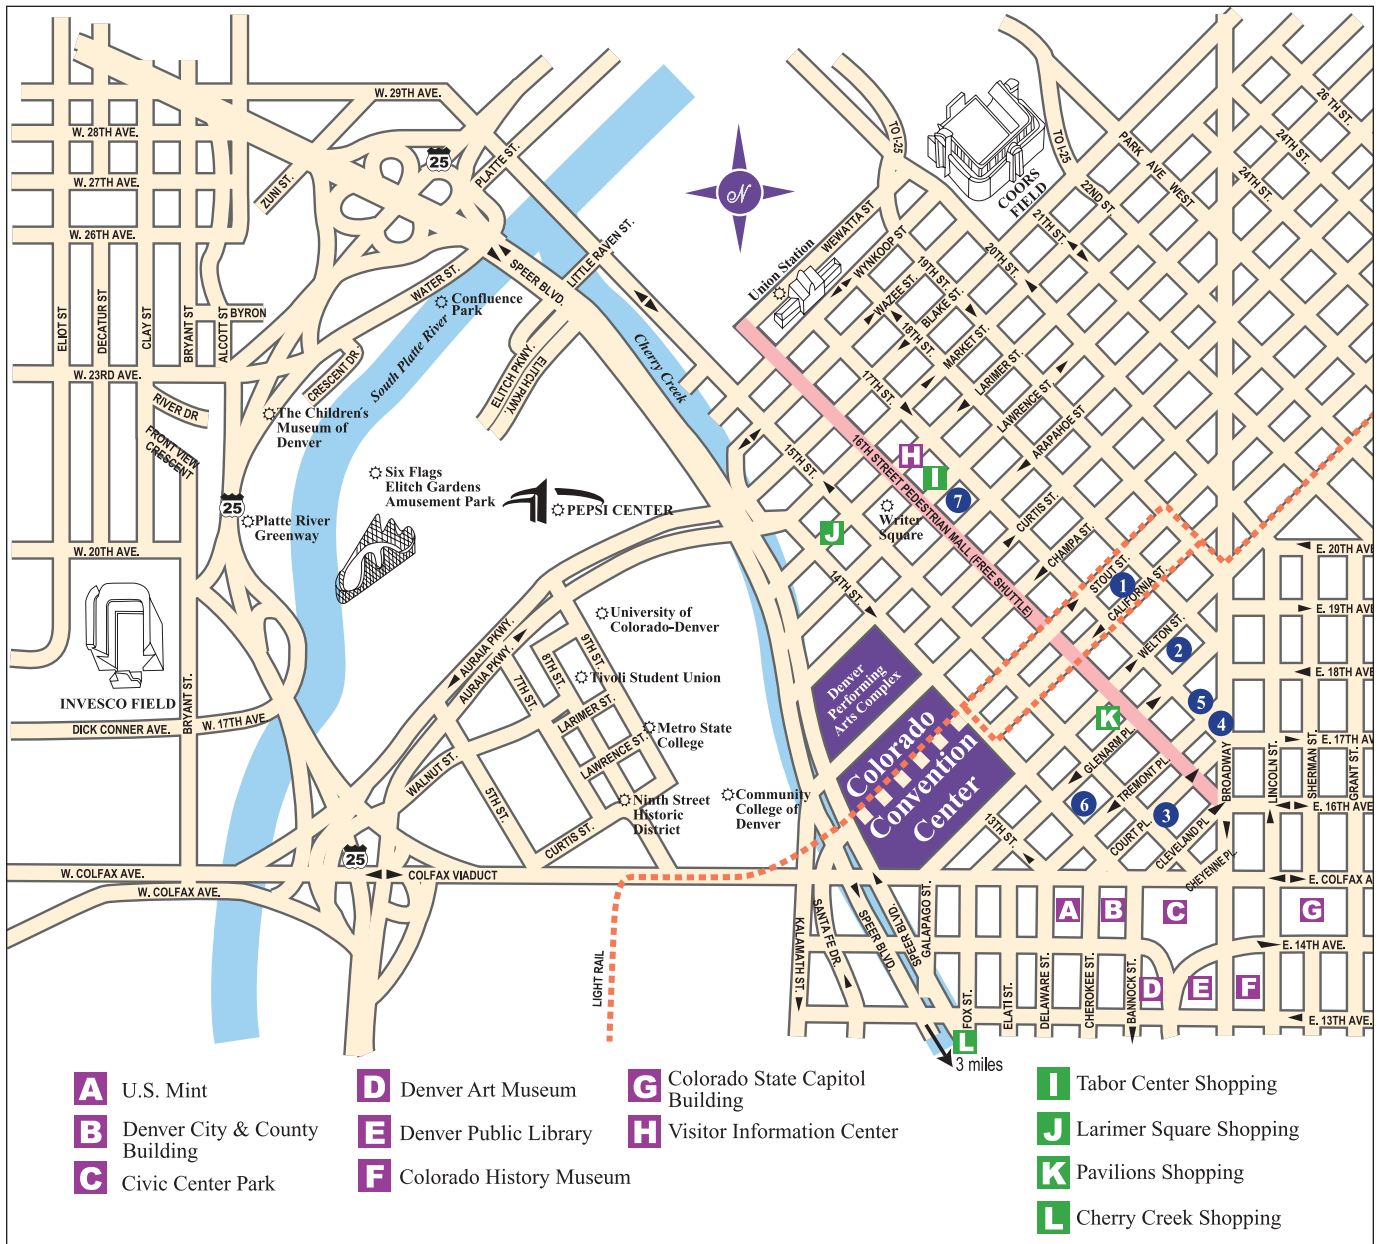 W. 29TH AVE.
W. 28TH AVE.
W. 27TH AVE.
W. 26TH AVE.
ZUNI ST.
25
PLATTE ST.
N
TO I-25
COORS
FIELD
TO I-25
PARK AVE WEST
26TH ST.
24TH ST.
24TH ST.
22ND ST.
21ST ST.
20TH ST.
19TH ST.
18TH ST.
17TH ST.
WEWATTA ST
WYNKOOP ST
WAZEE ST.
BLAKE ST.
MARKET ST.
LARIMER ST.
LAWRENCE ST.
ARAPAHOE ST
CURTIS ST.
CHAMPA ST.
STOUT ST.
CALIFORNIA ST.
WELTON ST.
GLENARM PL.
TREMONT PL.
COURT PL.
CLEVELAND PL.
CHEYENNE PL.
Union Station
LITTLE RAVEN ST.
SPEER BLVD.
WATER ST.
Confluence
Park
South Platte River
Cherry Creek
ELIOT ST
DECATUR ST
CLAY ST
BRYANT ST
ALCOTT ST
BYRON
W. 23RD AVE.
CRESCENT DR.
ELITCH PKWY.
ELITCH PKWY.
RIVER DR
FRONT VIEW
CRESCENT
The Children's
Museum of
Denver
Six Flags
Elitch Gardens
Amusement Park
PEPSI CENTER
25
Platte River
Greenway
W. 20TH AVE.
15TH ST.
14TH ST.
13TH ST.
16TH STREET PEDESTRIAN MALL (FREE SHUTTLE)
H
I
7
J
Writer
Square
1
2
5
4
K
6
3
E. 20TH AVE
E. 19TH AVE
E. 18TH AVE
E. 17TH AV
E. 16TH AVE
INVESCO FIELD
DICK CONNER AVE.
W. 17TH AVE
BRYANT ST.
AURAIA PKWY.
AURAIA PKWY.
University of
Colorado-Denver
9TH ST.
8TH ST.
7TH ST.
5TH ST.
Tivoli Student Union
LARIMER ST.
LAWRENCE ST.
WALNUT ST.
CURTIS ST.
Metro State
College
Ninth Street
Historic
District
Community
College of
Denver
Denver
Performing
Arts Complex
Colorado
Convention
Center
BROADWAY
LINCOLN ST.
SHERMAN ST.
GRANT ST.
W. COLFAX AVE.
W. COLFAX AVE.
25
COLFAX VIADUCT
E. COLFAX A
LIGHT RAIL
KALAMATH ST.
SANTA FE DR.
SPEER BLVD.
SPEER BLVD.
GALAPAGO ST.
FOX ST.
ELATI ST.
DELAWARE ST.
CHEROKEE ST.
BANNOCK ST.
A
B
C
G
E. 14TH AVE.
D
E
F
E. 13TH AVE.
L
3 miles
A U.S. Mint
B Denver City & County
Building
C Civic Center Park
D Denver Art Museum
E Denver Public Library
F Colorado History Museum
G Colorado State Capitol
Building
H Visitor Information Center
I Tabor Center Shopping
J Larimer Square Shopping
K Pavilions Shopping
L Cherry Creek Shopping